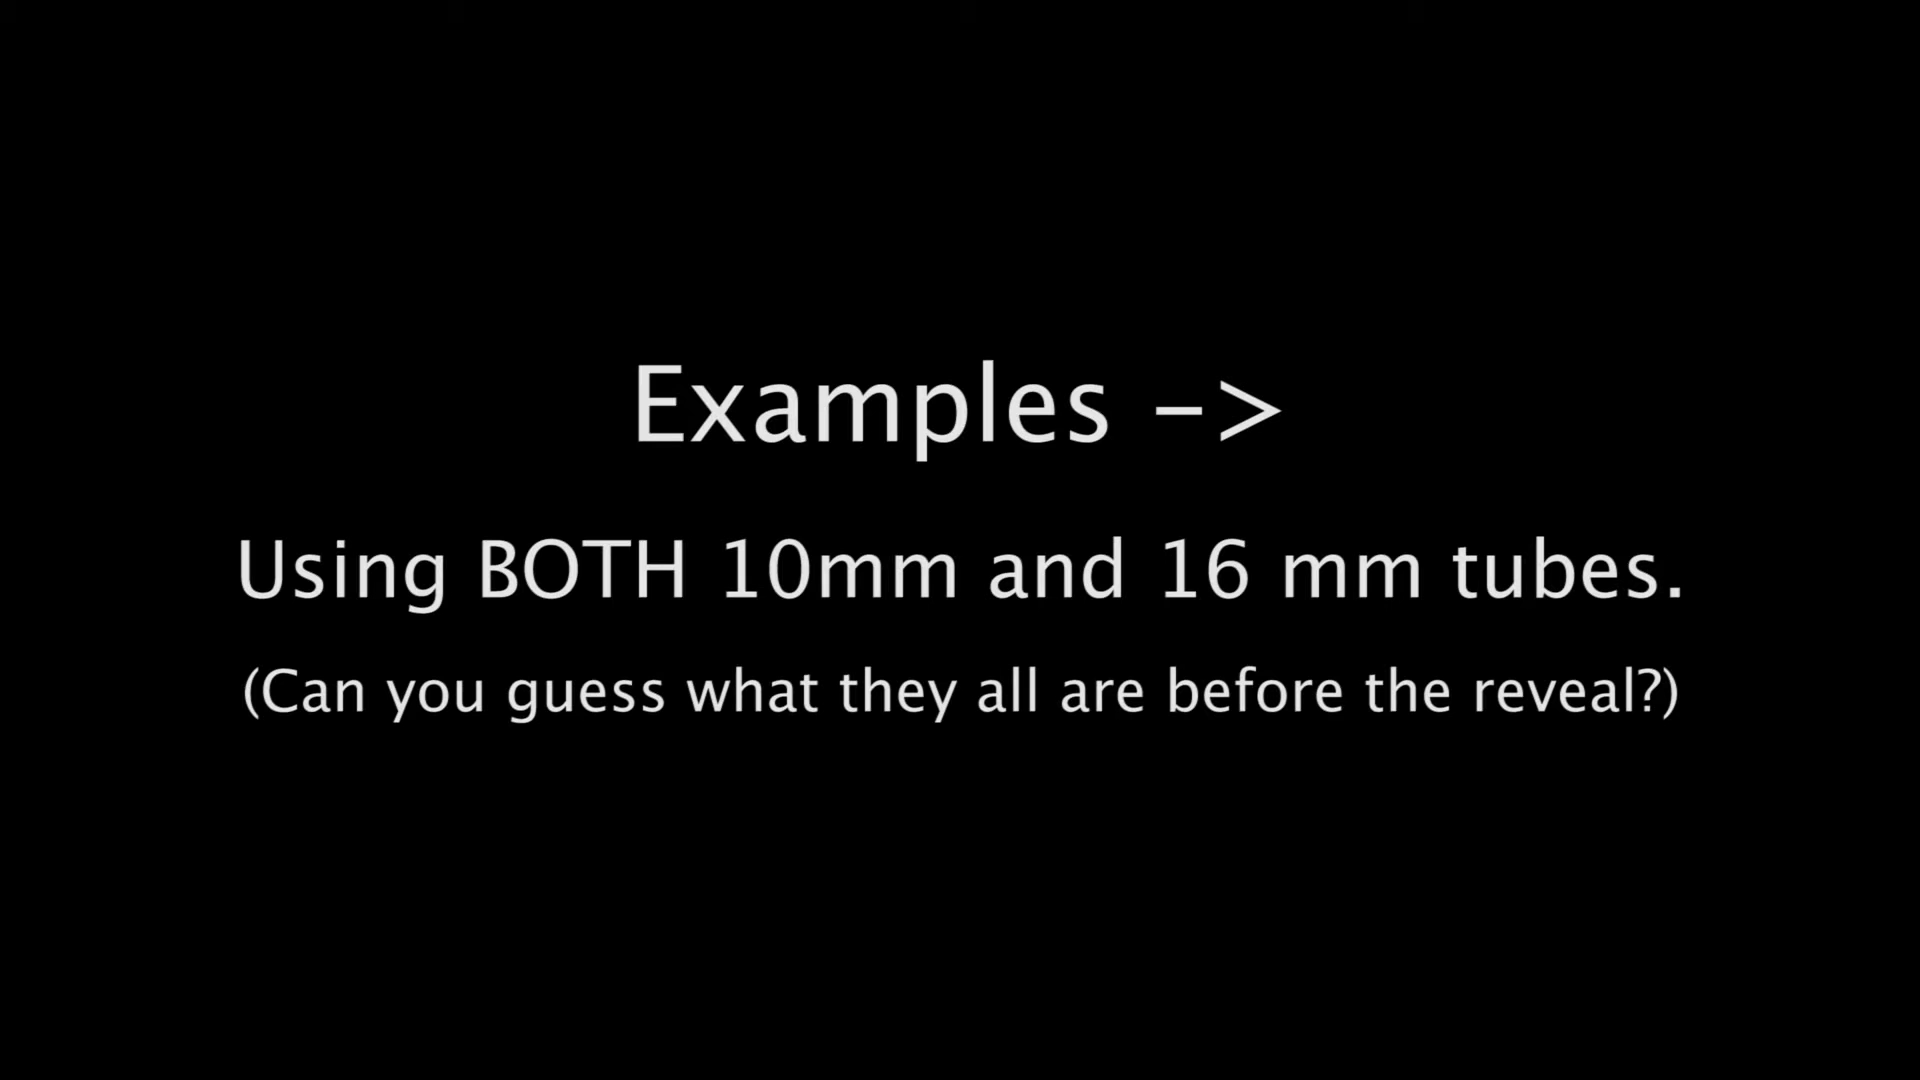 Examples ->
Using BOTH 10mm and 16 mm tubes.
(Can you guess what they all are before the reveal?)